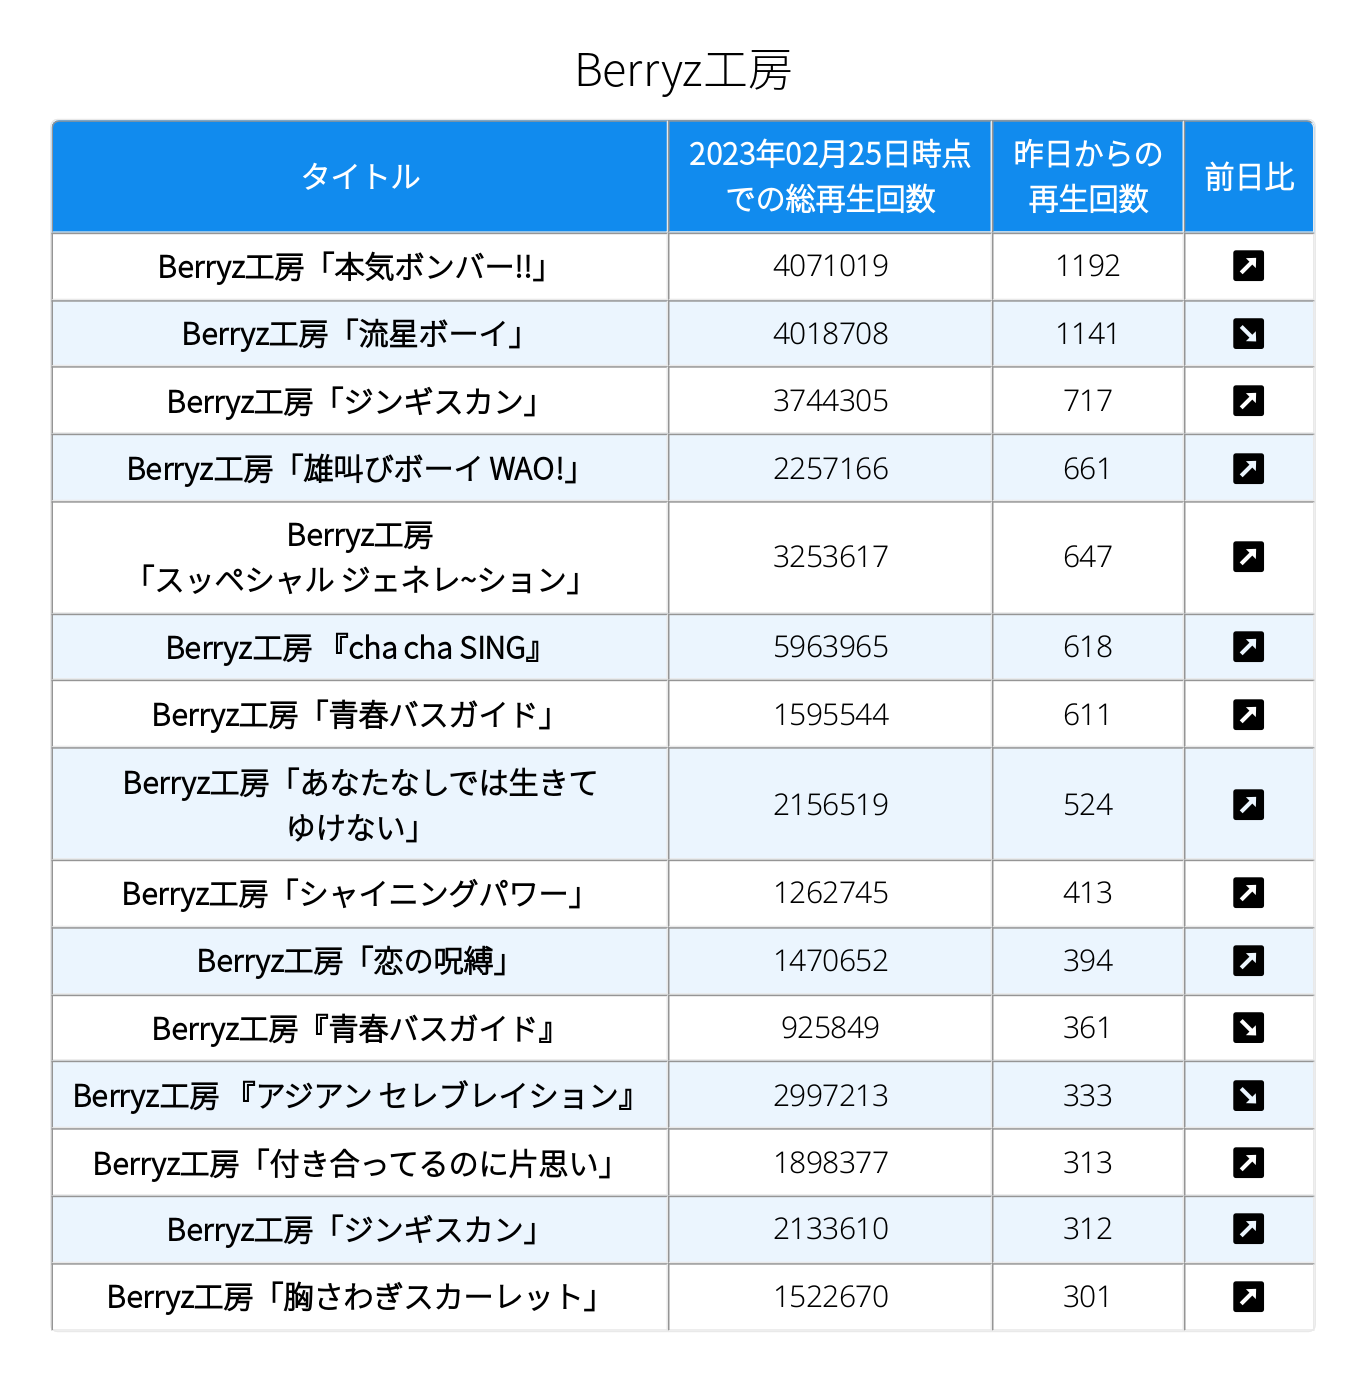 Berryz工房
タイトル
2023年02月25日時点
での総再生回数
昨日からの
再生回数
前日比
Berryz工房「本気ボンバー!!」 4071019 1192
Berryz工房「流星ボーイ」 4018708 1141
Berryz工房「ジンギスカン」 3744305 717
Berryz工房「雄叫びボーイ WAO!」 2257166 661
Berryz工房
「スッペシャル ジェネレ~ション」 3253617 647
Berryz工房 『cha cha SING』 5963965 618
Berryz工房「青春バスガイド」 1595544 611
Berryz工房「あなたなしでは生きて
ゆけない」 2156519 524
Berryz工房「シャイニングパワー」 1262745 413
Berryz工房「恋の呪縛」 1470652 394
Berryz工房『青春バスガイド』 925849 361
Berryz工房 『アジアン セレブレイション』 2997213 333
Berryz工房「付き合ってるのに片思い」 1898377 313
Berryz工房「ジンギスカン」 2133610 312
Berryz工房「胸さわぎスカーレット」 1522670 301